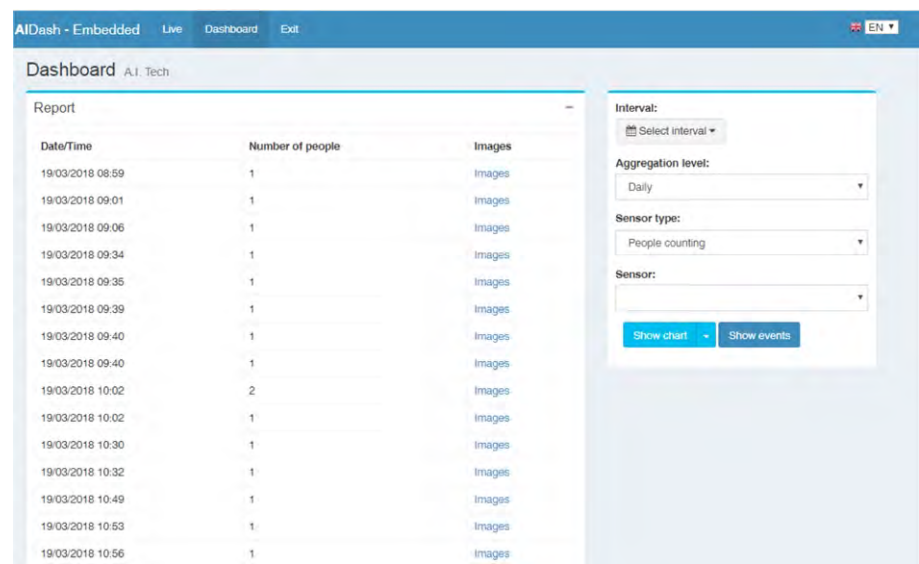 AIDash - Embedded Live Dashboard Exit EN
Dashboard A.I. Tech
Report
Date/Time Number of people Images
19/03/2018 08:59 1 Images
19/03/2018 09:01 1 Images
19/03/2018 09:06 1 Images
19/03/2018 09:34 1 Images
19/03/2018 09:35 1 Images
19/03/2018 09:39 1 Images
19/03/2018 09:40 1 Images
19/03/2018 09:40 1 Images
19/03/2018 10:02 2 Images
19/03/2018 10:02 1 Images
19/03/2018 10:30 1 Images
19/03/2018 10:32 1 Images
19/03/2018 10:49 1 Images
19/03/2018 10:53 1 Images
19/03/2018 10:56 1 Images
Interval:
Select interval
Aggregation level:
Daily
Sensor type:
People counting
Sensor:
Show chart Show events